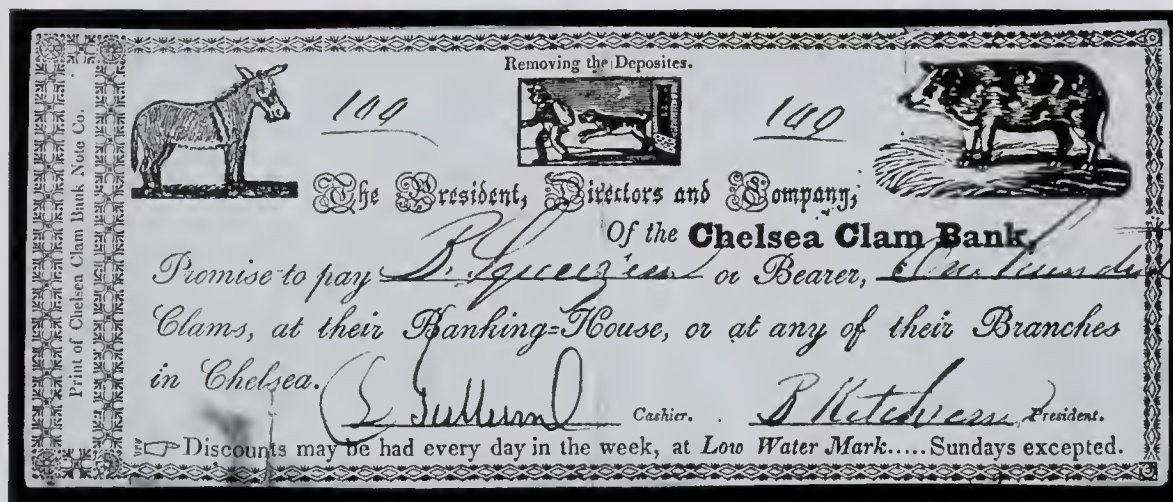 Print of Chelsea Clam Bank Note Co.
Removing the Deposites.
100
100
The President, Directors and Company,
Of the Chelsea Clam Bank,
Promise to pay B. or Bearer, One hundred
Clams, at their Banking=House, or at any of their Branches
in Chelsea. Cashier. President.
☞ Discounts may be had every day in the week, at Low Water Mark.....Sundays excepted.